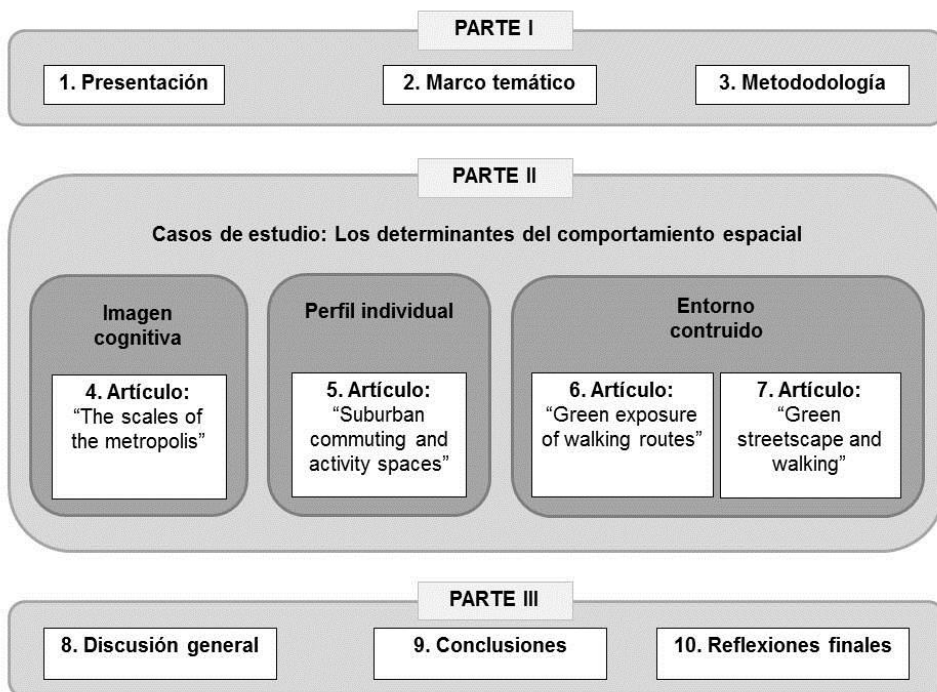 PARTE I
1. Presentación
2. Marco temático
3. Metododología
PARTE II
Casos de estudio: Los determinantes del comportamiento espacial
Imagen
cognitiva
4. Artículo:
“The scales of
the metropolis”
Perfil individual
5. Artículo:
“Suburban
commuting and
activity spaces”
Entorno
contruido
6. Artículo:
“Green exposure
of walking routes”
7. Artículo:
“Green
streetscape and
walking”
PARTE III
8. Discusión general
9. Conclusiones
10. Reflexiones finales